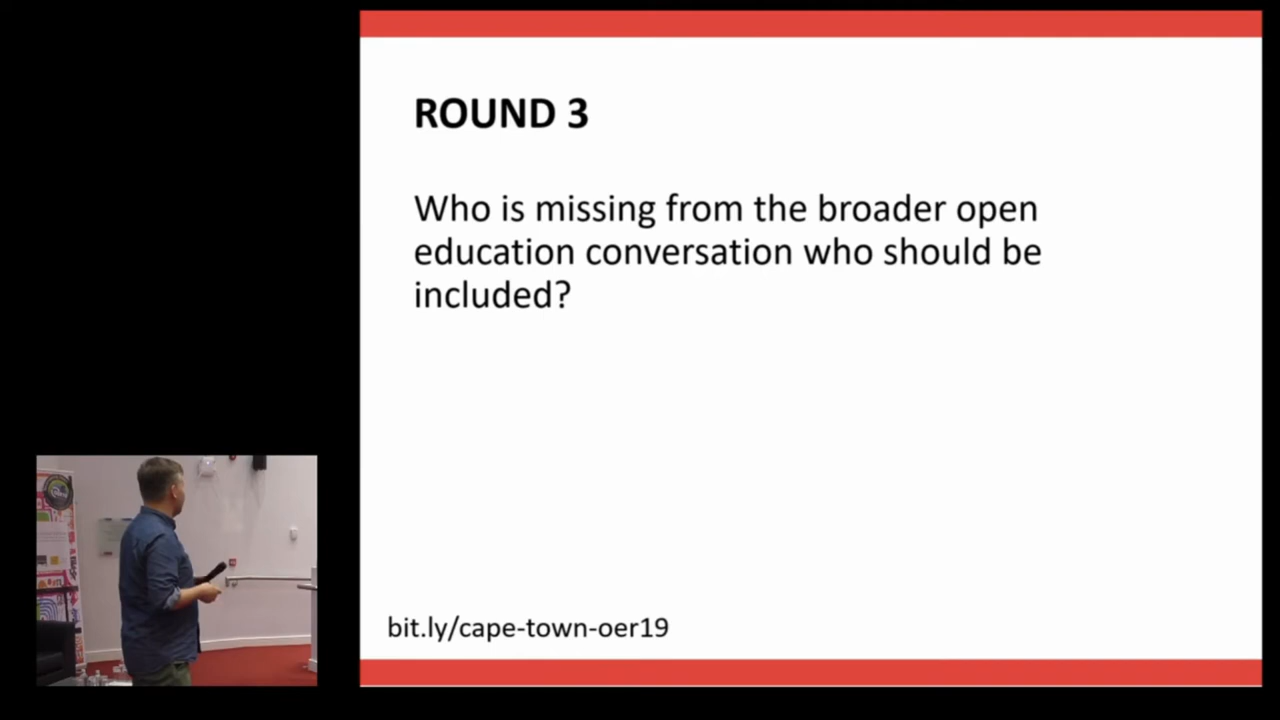 ROUND 3
Who is missing from the broader open
education conversation who should be
included?
bit.ly/cape-town-oer19